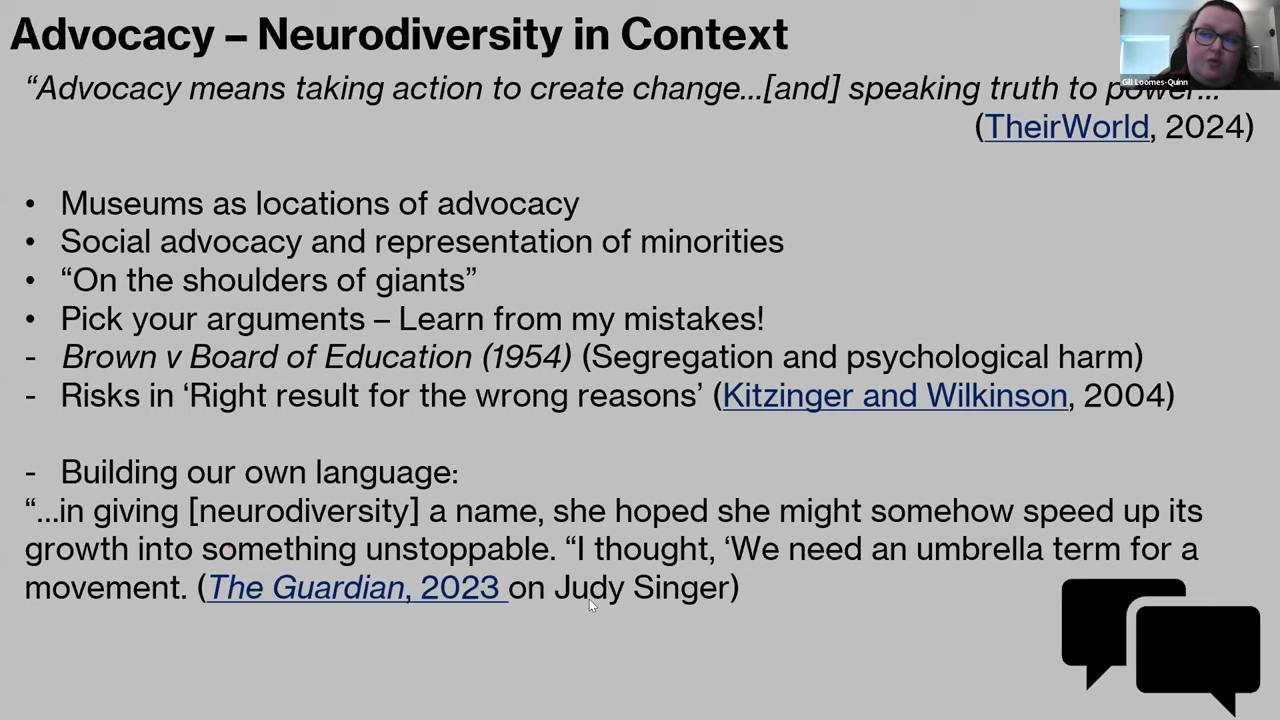 Advocacy – Neurodiversity in Context
“Advocacy means taking action to create change...[and] speaking truth to power...”
(TheirWorld, 2024)
Gill Loomes-Quinn
• Museums as locations of advocacy
• Social advocacy and representation of minorities
• “On the shoulders of giants”
• Pick your arguments – Learn from my mistakes!
- Brown v Board of Education (1954) (Segregation and psychological harm)
- Risks in ‘Right result for the wrong reasons’ (Kitzinger and Wilkinson, 2004)
- Building our own language:
“...in giving [neurodiversity] a name, she hoped she might somehow speed up its
growth into something unstoppable. “I thought, ‘We need an umbrella term for a
movement. (The Guardian, 2023 on Judy Singer)